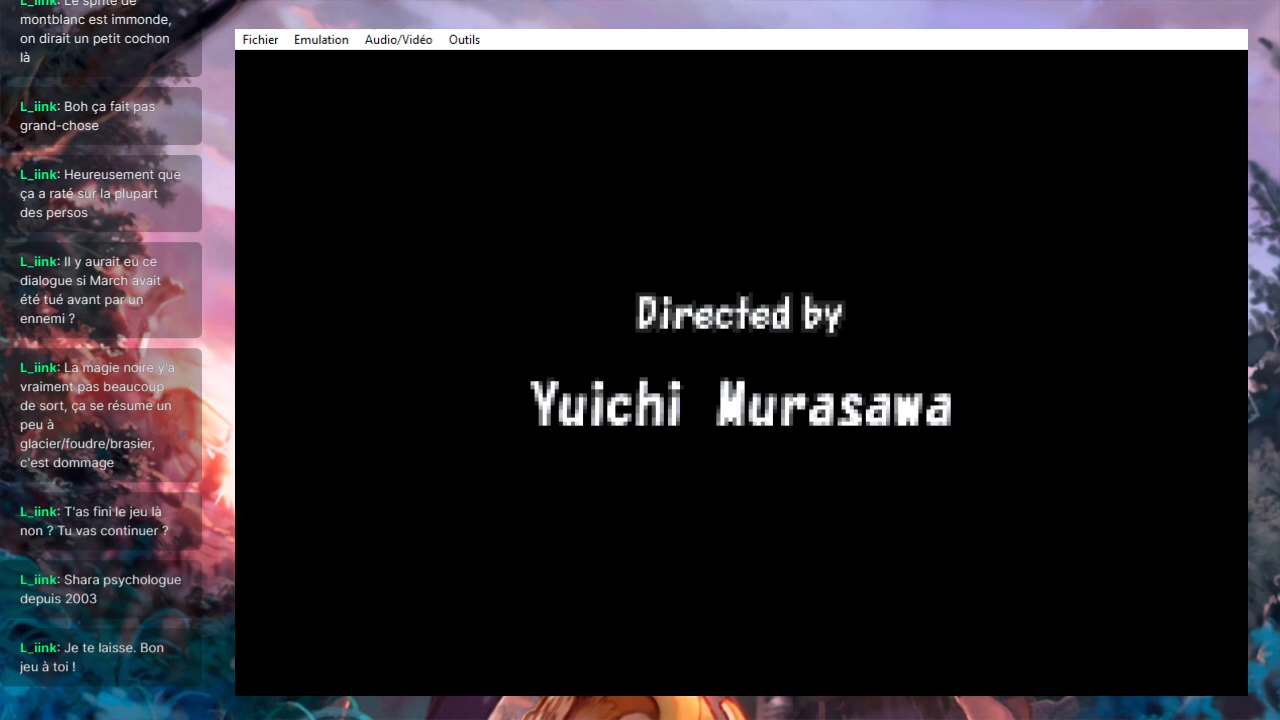 L_iink: Le sprite de
montblanc est immonde,
on dirait un petit cochon
là
L_iink: Boh ça fait pas
grand-chose
L_iink: Heureusement que
ça a raté sur la plupart
des persos
L_iink: Il y aurait eu ce
dialogue si March avait
été tué avant par un
ennemi ?
L_iink: La magie noire y'a
vraiment pas beaucoup
de sort, ça se résume un
peu à
glacier/foudre/brasier,
c'est dommage
L_iink: T'as fini le jeu là
non ? Tu vas continuer ?
L_iink: Shara psychologue
depuis 2003
L_iink: Je te laisse. Bon
jeu à toi !
Fichier Emulation Audio/Vidéo Outils
Directed by
Yuichi Murasawa